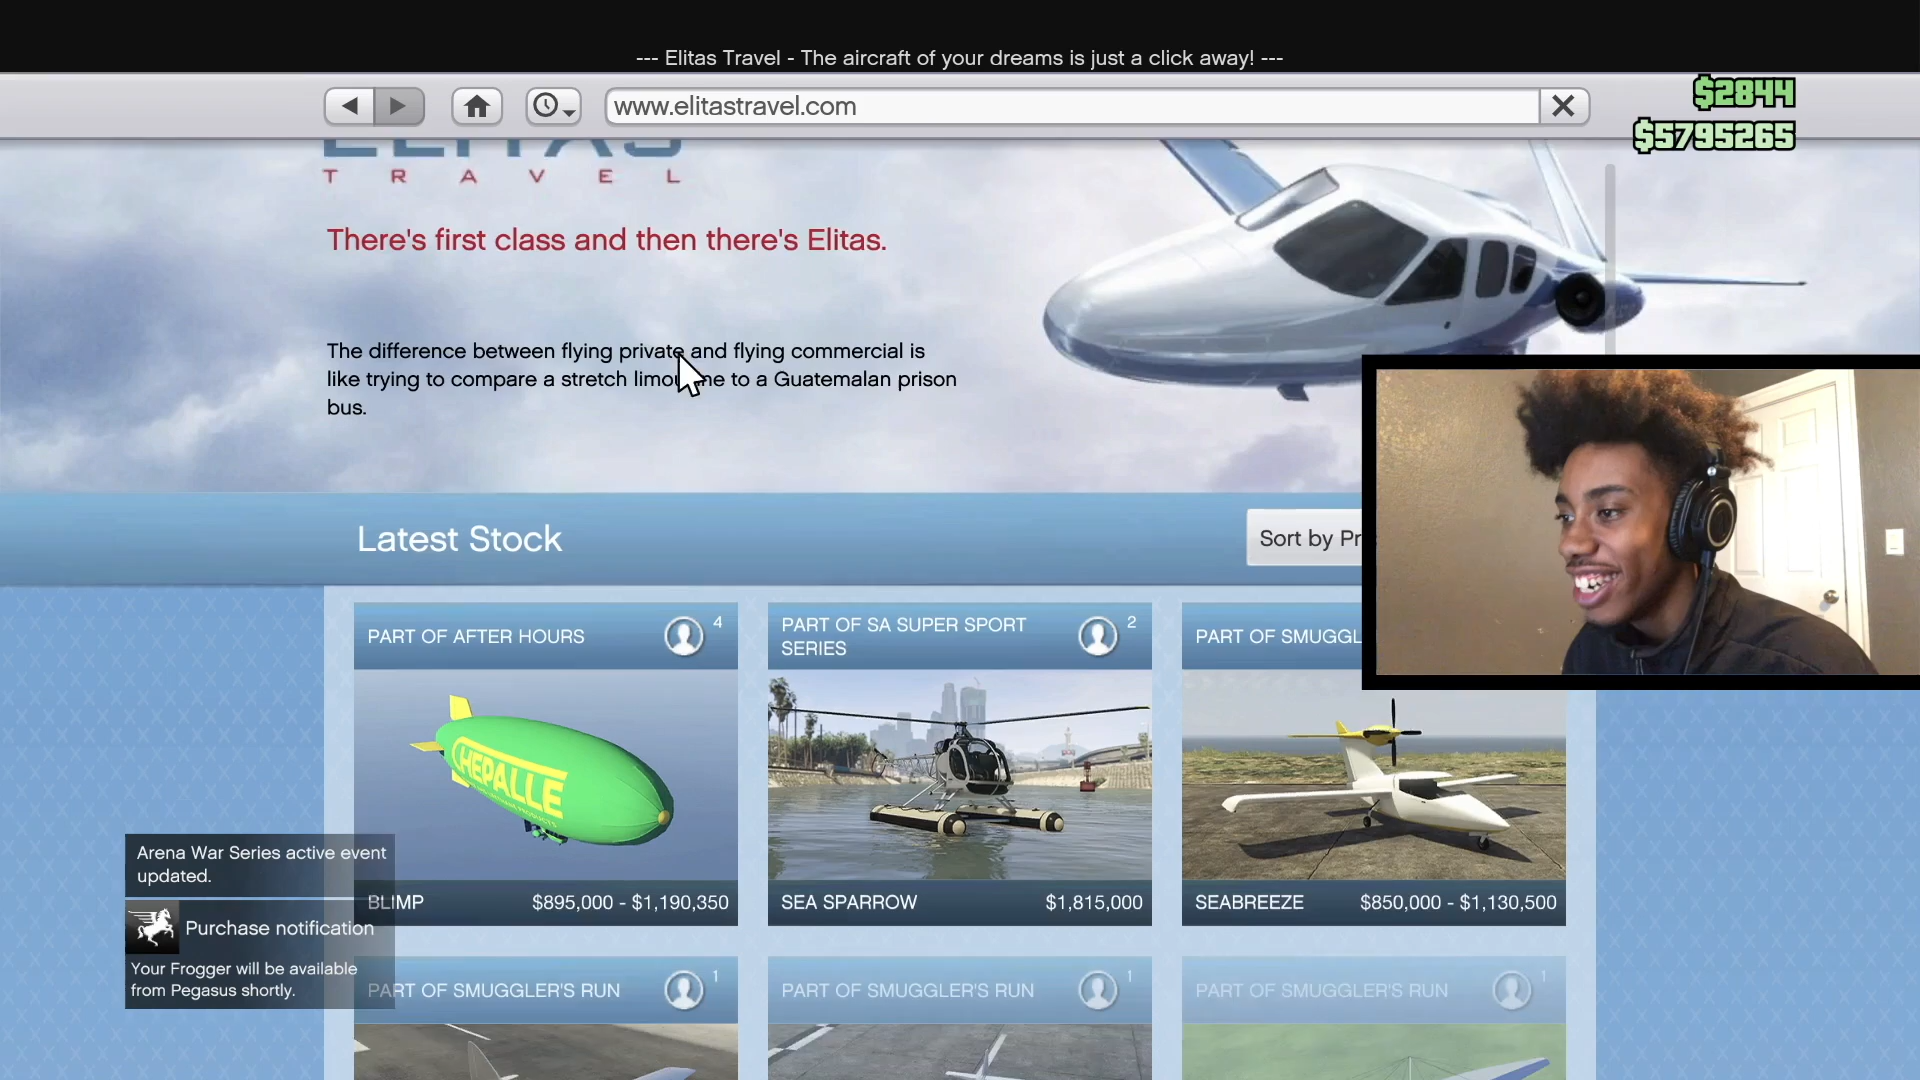 --- Elitas Travel - The aircraft of your dreams is just a click away! ---
www.elitastravel.com
$2844
$5795265
ELITAS
TRAVEL
There's first class and then there's Elitas.
The difference between flying private and flying commercial is
like trying to compare a stretch limousine to a Guatemalan prison
bus.
Latest Stock
Sort by Pr
PART OF AFTER HOURS
4
PART OF SA SUPER SPORT
SERIES
2
PART OF SMUGGL
CHEPALLE
BLIMP
$895,000 - $1,190,350
SEA SPARROW
$1,815,000
SEABREEZE
$850,000 - $1,130,500
Arena War Series active event
updated.
Purchase notification
Your Frogger will be available
from Pegasus shortly.
PART OF SMUGGLER'S RUN
1
PART OF SMUGGLER'S RUN
1
PART OF SMUGGLER'S RUN
1